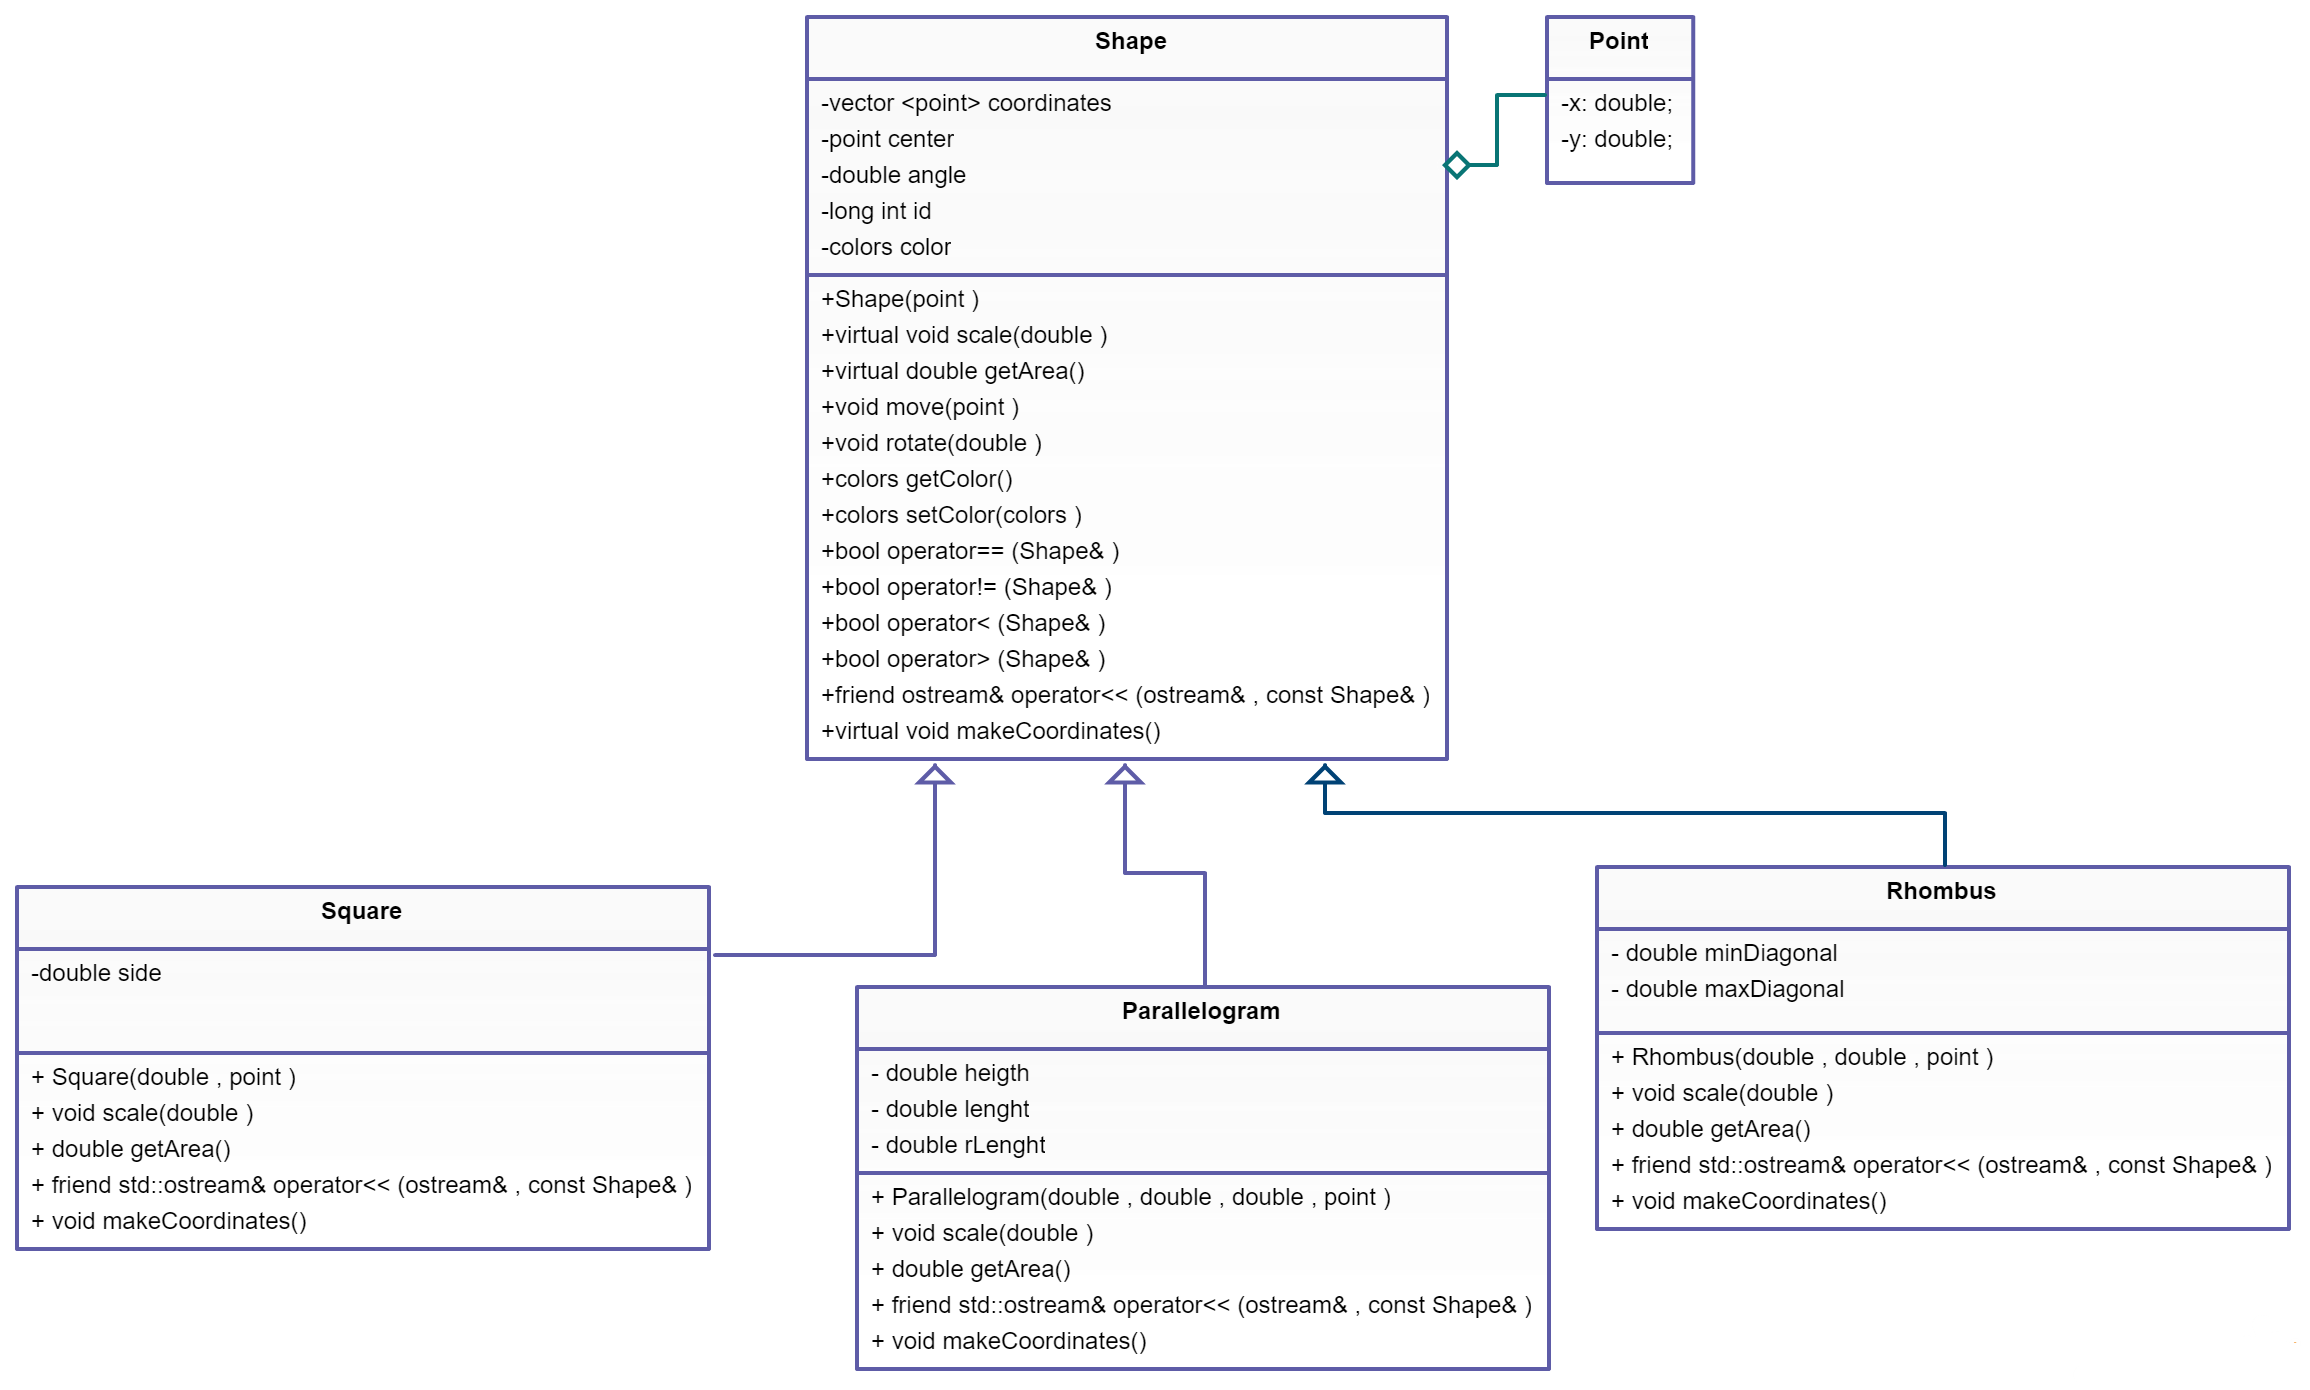 Shape
-vector <point> coordinates
-point center
-double angle
-long int id
-colors color
+Shape(point )
+virtual void scale(double )
+virtual double getArea()
+void move(point )
+void rotate(double )
+colors getColor()
+colors setColor(colors )
+bool operator== (Shape& )
+bool operator!= (Shape& )
+bool operator< (Shape& )
+bool operator> (Shape& )
+friend ostream& operator<< (ostream& , const Shape& )
+virtual void makeCoordinates()
Point
-x: double;
-y: double;
Square
-double side
+ Square(double , point )
+ void scale(double )
+ double getArea()
+ friend std::ostream& operator<< (ostream& , const Shape& )
+ void makeCoordinates()
Parallelogram
- double heigth
- double lenght
- double rLenght
+ Parallelogram(double , double , double , point )
+ void scale(double )
+ double getArea()
+ friend std::ostream& operator<< (ostream& , const Shape& )
+ void makeCoordinates()
Rhombus
- double minDiagonal
- double maxDiagonal
+ Rhombus(double , double , point )
+ void scale(double )
+ double getArea()
+ friend std::ostream& operator<< (ostream& , const Shape& )
+ void makeCoordinates()